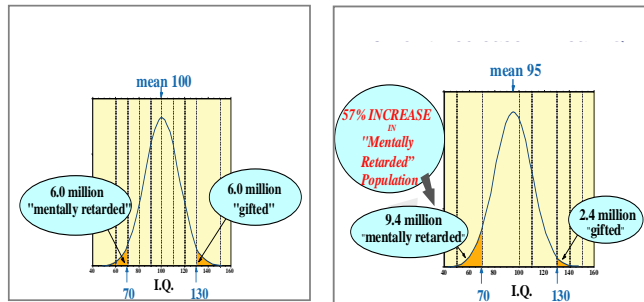 mean 100
6.0 million
"mentally retarded"
6.0 million
"gifted"
40 60 80 100 120 140 160
70 I.Q. 130
mean 95
57% INCREASE
IN
"Mentally
Retarded"
Population
9.4 million
"mentally retarded"
2.4 million
"gifted"
40 60 80 100 120 140 160
70 I.Q. 130